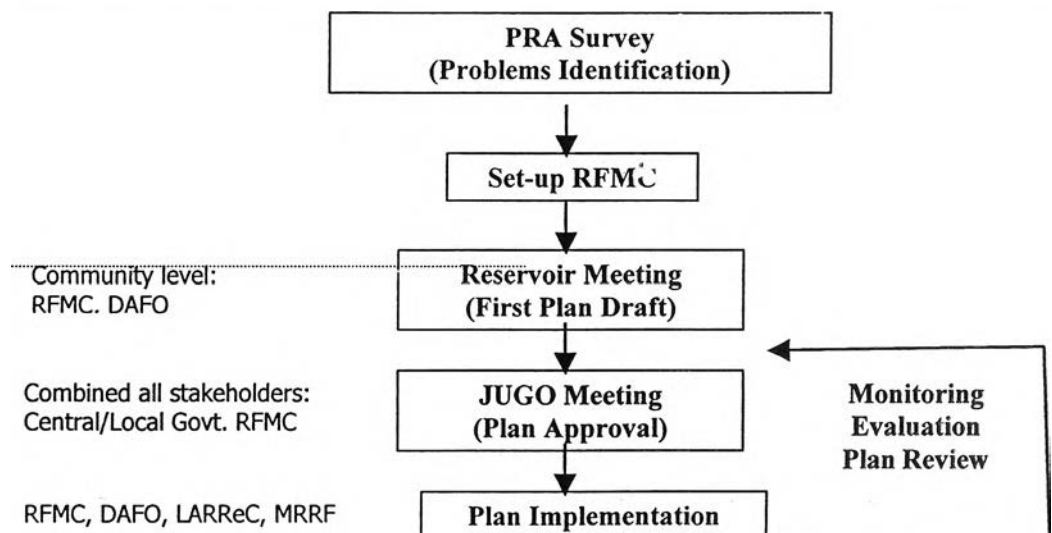 PRA Survey
(Problems Identification)
Set-up RFMC
Community level:
RFMC. DAFO
Reservoir Meeting
(First Plan Draft)
Combined all stakeholders:
Central/Local Govt. RFMC
JUGO Meeting
(Plan Approval)
Monitoring
Evaluation
Plan Review
RFMC, DAFO, LARReC, MRRF
Plan Implementation